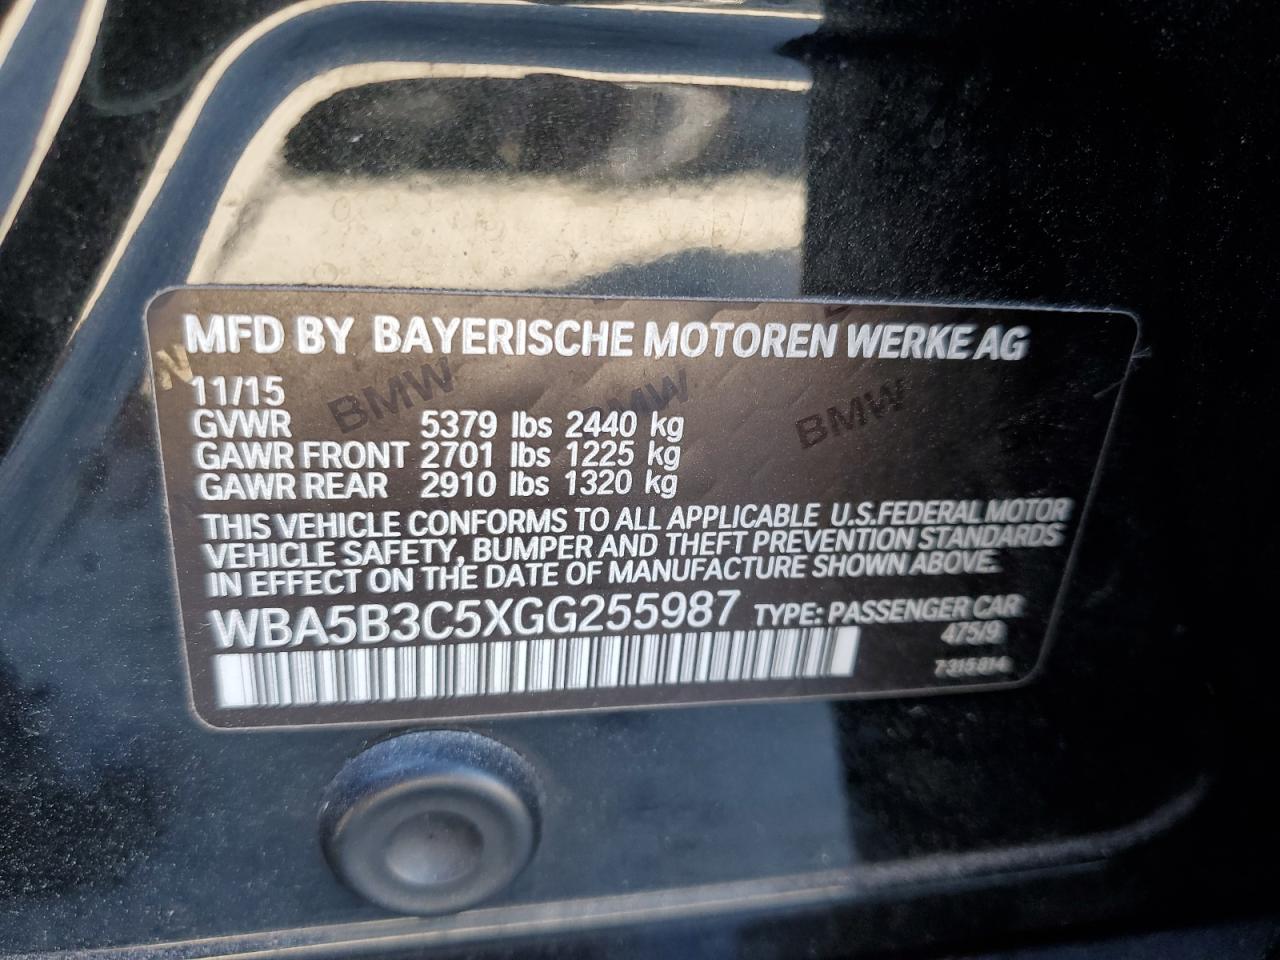 MFD BY BAYERISCHE MOTOREN WERKE AG
11/15
GVWR 5379 lbs 2440 kg
GAWR FRONT 2701 lbs 1225 kg
GAWR REAR 2910 lbs 1320 kg
THIS VEHICLE CONFORMS TO ALL APPLICABLE U.S.FEDERAL MOTOR
VEHICLE SAFETY, BUMPER AND THEFT PREVENTION STANDARDS
IN EFFECT ON THE DATE OF MANUFACTURE SHOWN ABOVE.
WBA5B3C5XGG255987 TYPE: PASSENGER CAR
475/9
7315814
BMW BMW BMW